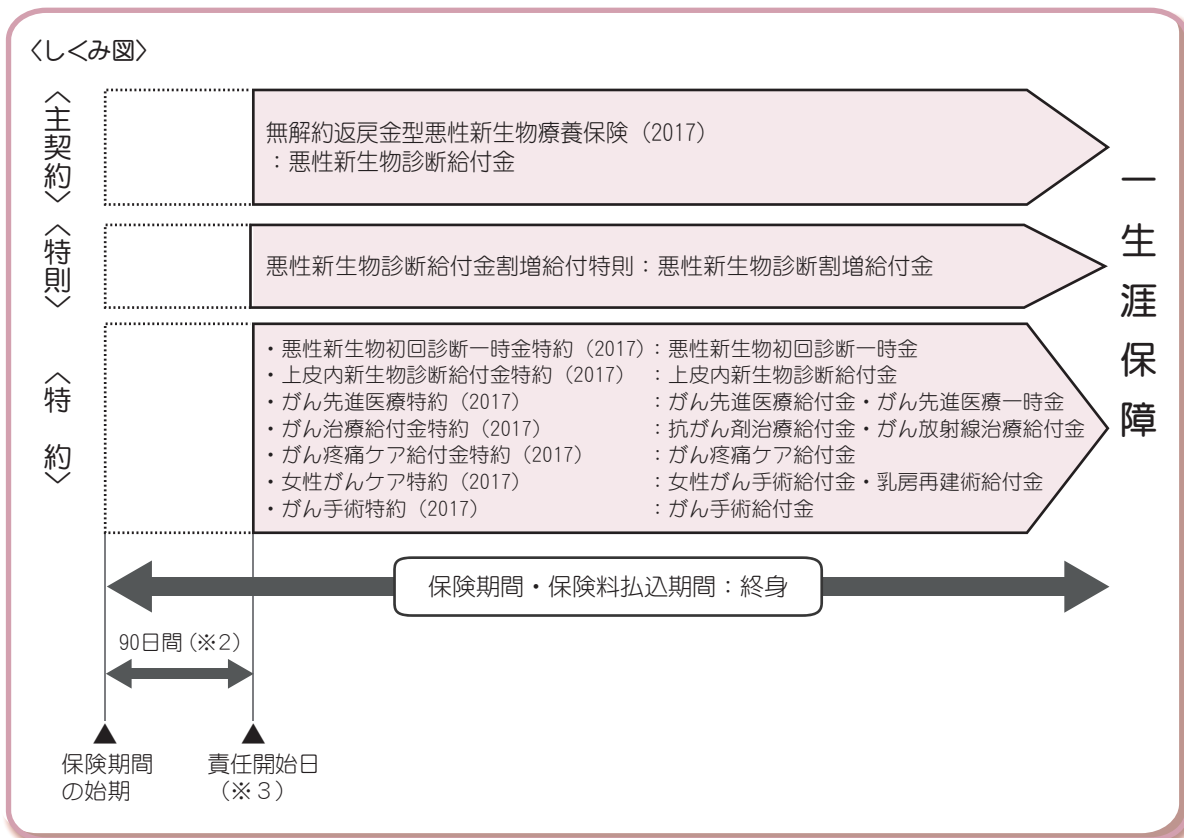 〈しくみ図〉
〈主契約〉
無解約返戻金型悪性新生物療養保険（2017）
：悪性新生物診断給付金
〈特則〉
悪性新生物診断給付金割増給付特則：悪性新生物診断割増給付金
〈特 約〉
・悪性新生物初回診断一時金特約（2017）：悪性新生物初回診断一時金
・上皮内新生物診断給付金特約（2017）：上皮内新生物診断給付金
・がん先進医療特約（2017）：がん先進医療給付金・がん先進医療一時金
・がん治療給付金特約（2017）：抗がん剤治療給付金・がん放射線治療給付金
・がん疼痛ケア給付金特約（2017）：がん疼痛ケア給付金
・女性がんケア特約（2017）：女性がん手術給付金・乳房再建術給付金
・がん手術特約（2017）：がん手術給付金
一生涯保障
保険期間・保険料払込期間：終身
90日間（※2）
保険期間
の始期
責任開始日
（※３）